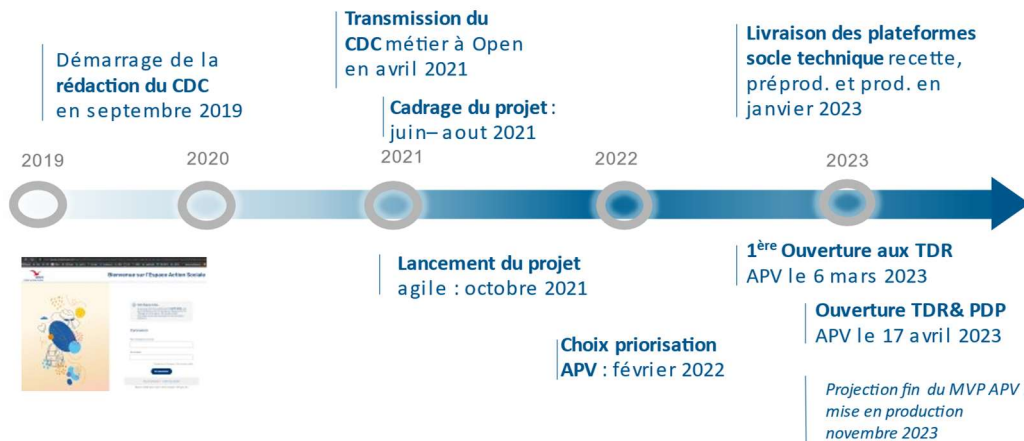 Démarrage de la
rédaction du CDC
en septembre 2019
Transmission du
CDC métier à Open
en avril 2021
Cadrage du projet :
juin– aout 2021
Livraison des plateformes
socle technique recette,
préprod. et prod. en
janvier 2023
2019
2020
2021
2022
2023
Bienvenue sur l'Espace Action Sociale
Lancement du projet
agile : octobre 2021
Choix priorisation
APV : février 2022
1ère Ouverture aux TDR
APV le 6 mars 2023
Ouverture TDR& PDP
APV le 17 avril 2023
Projection fin du MVP APV
mise en production
novembre 2023